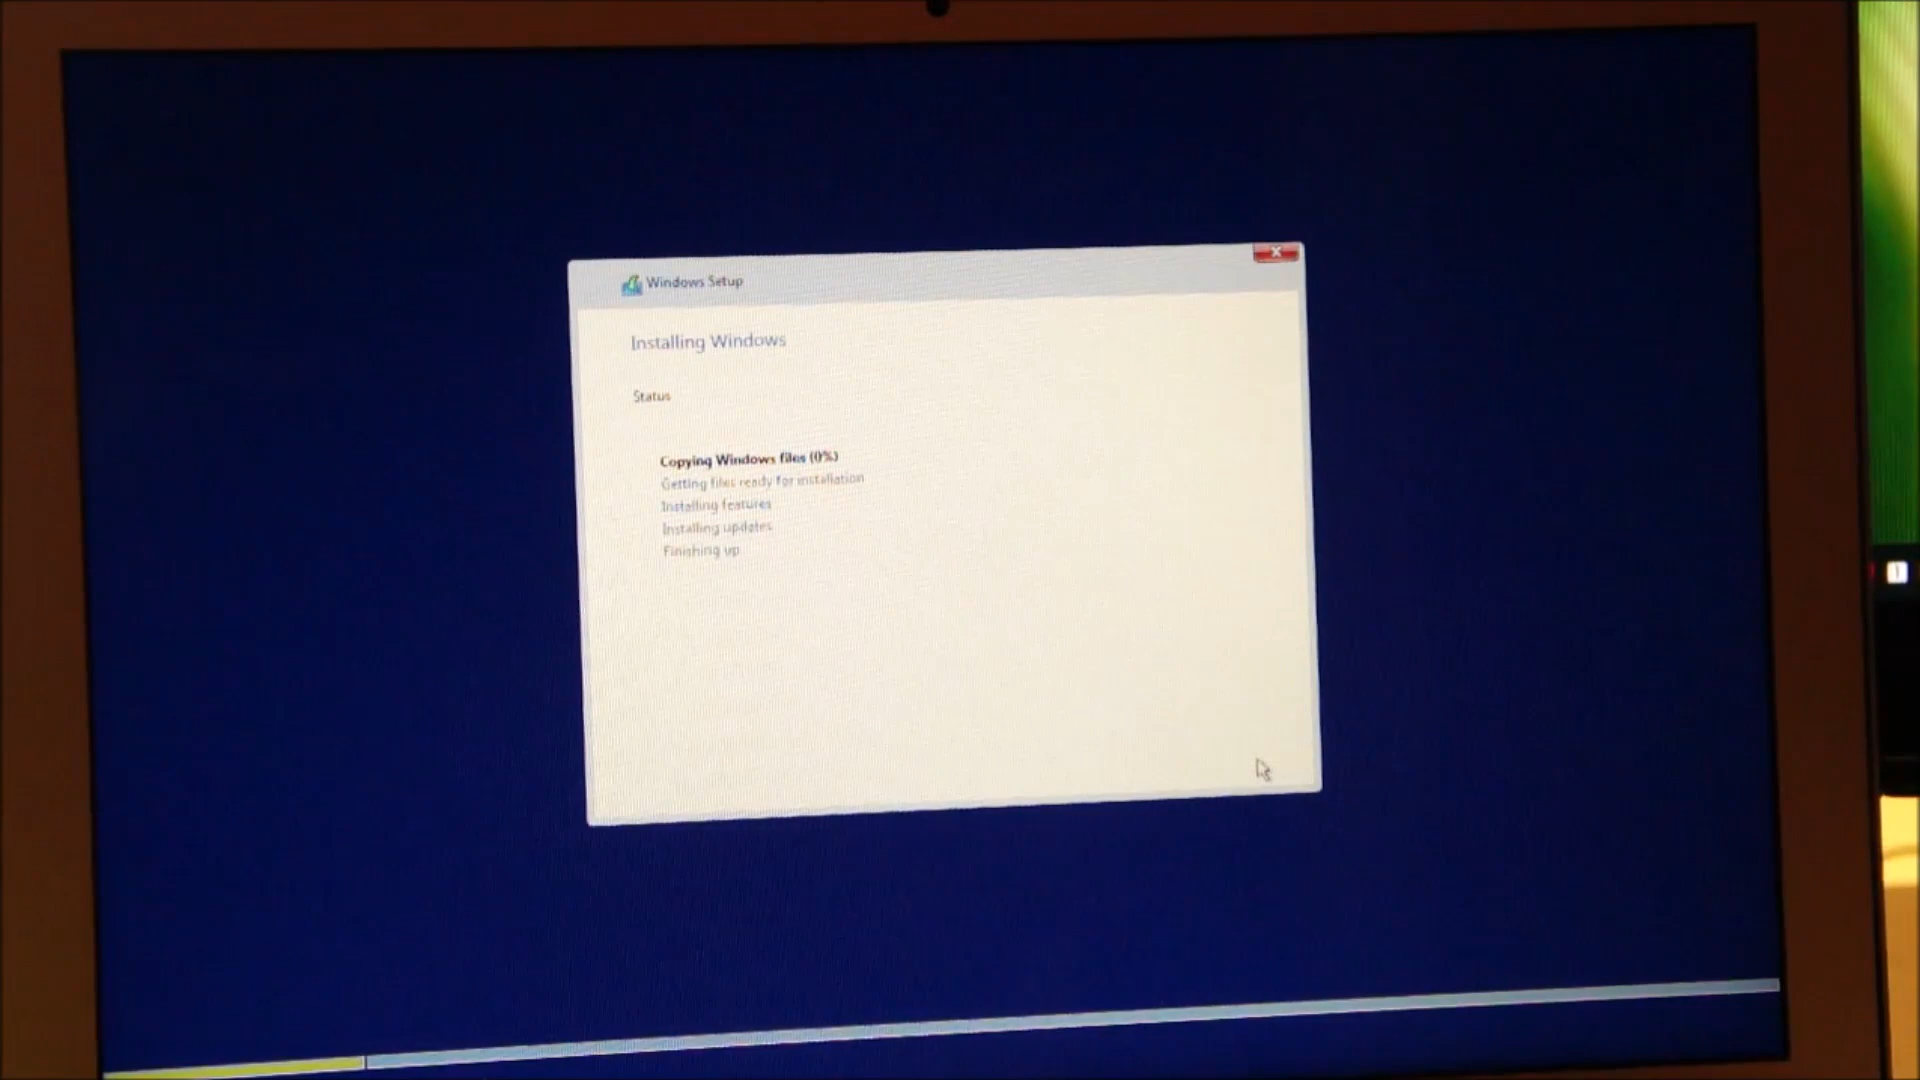 Windows Setup
Installing Windows
Status
Copying Windows files (0%)
Getting files ready for installation
Installing features
Installing updates
Finishing up